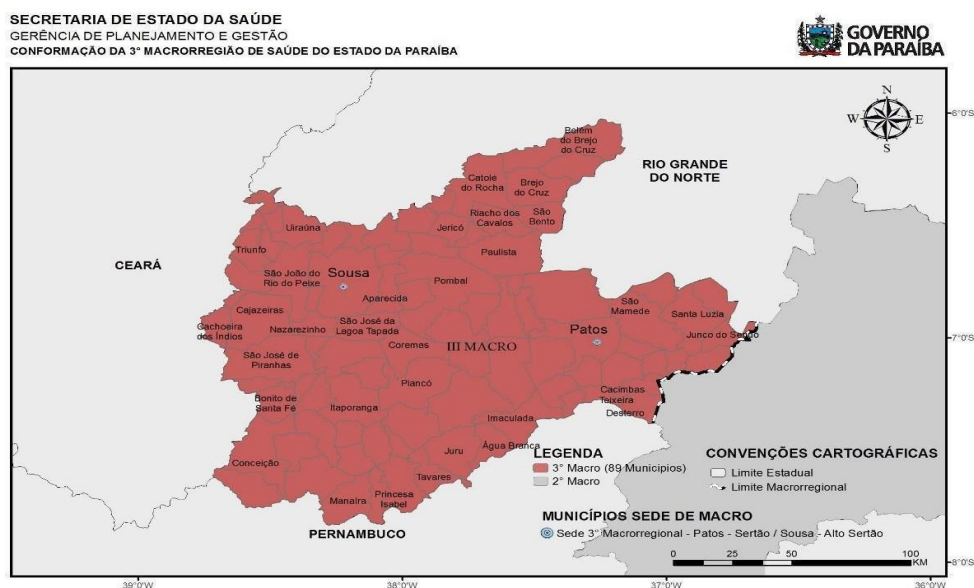 SECRETARIA DE ESTADO DA SAÚDE
GERÊNCIA DE PLANEJAMENTO E GESTÃO
CONFORMAÇÃO DA 3ª MACRORREGIÃO DE SAÚDE DO ESTADO DA PARAÍBA
GOVERNO
DA PARAÍBA
N
W E
S
6°0'S
Belém
do Brejo
do Cruz
RIO GRANDE
DO NORTE
Catolé
do Rocha
Brejo
do Cruz
Riacho dos
Cavalos
São
Bento
Uiraúna
Jericó
Triunfo
Paulista
CEARÁ
São João do
Rio do Peixe
Sousa
Pombal
Aparecida
São
Mamede
Santa Luzia
Cajazeiras
Cachoeira
dos Índios
Nazarezinho
São José da
Lagoa Tapada
Patos
Junco do Seridó
7°0'S
Coremes
III MACRO
São José de
Piranhas
Piancó
Cacimbas
Teixeira
Desterro
Bonito de
Santa Fé
Itaporanga
Imaculada
Água Branca
Juru
Conceição
Tavares
Manaira
Princesa
Isabel
PERNAMBUCO
LEGENDA
3° Macro (89 Municipios)
2° Macro
CONVENÇÕES CARTOGRÁFICAS
Limite Estadual
Limite Macrorregional
MUNICÍPIOS SEDE DE MACRO
Sede 3° Macrorregional - Patos - Sertão / Sousa - Alto Sertão
0 25 50 100
KM
8°0'S
39°0'W 38°0'W 37°0'W 36°0'W